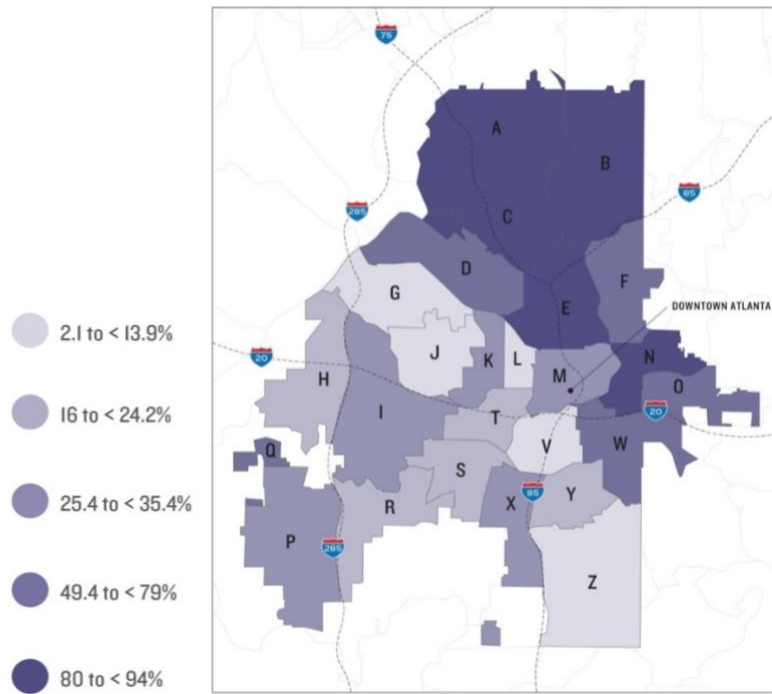 75
A
B
85
285
C
D
F
G
E
DOWNTOWN ATLANTA
2.1 to < 13.9%
20
J
K
L
M
N
O
H
16 to < 24.2%
I
T
20
V
W
Q
S
25.4 to < 35.4%
R
X
85
Y
P
285
Z
49.4 to < 79%
80 to < 94%